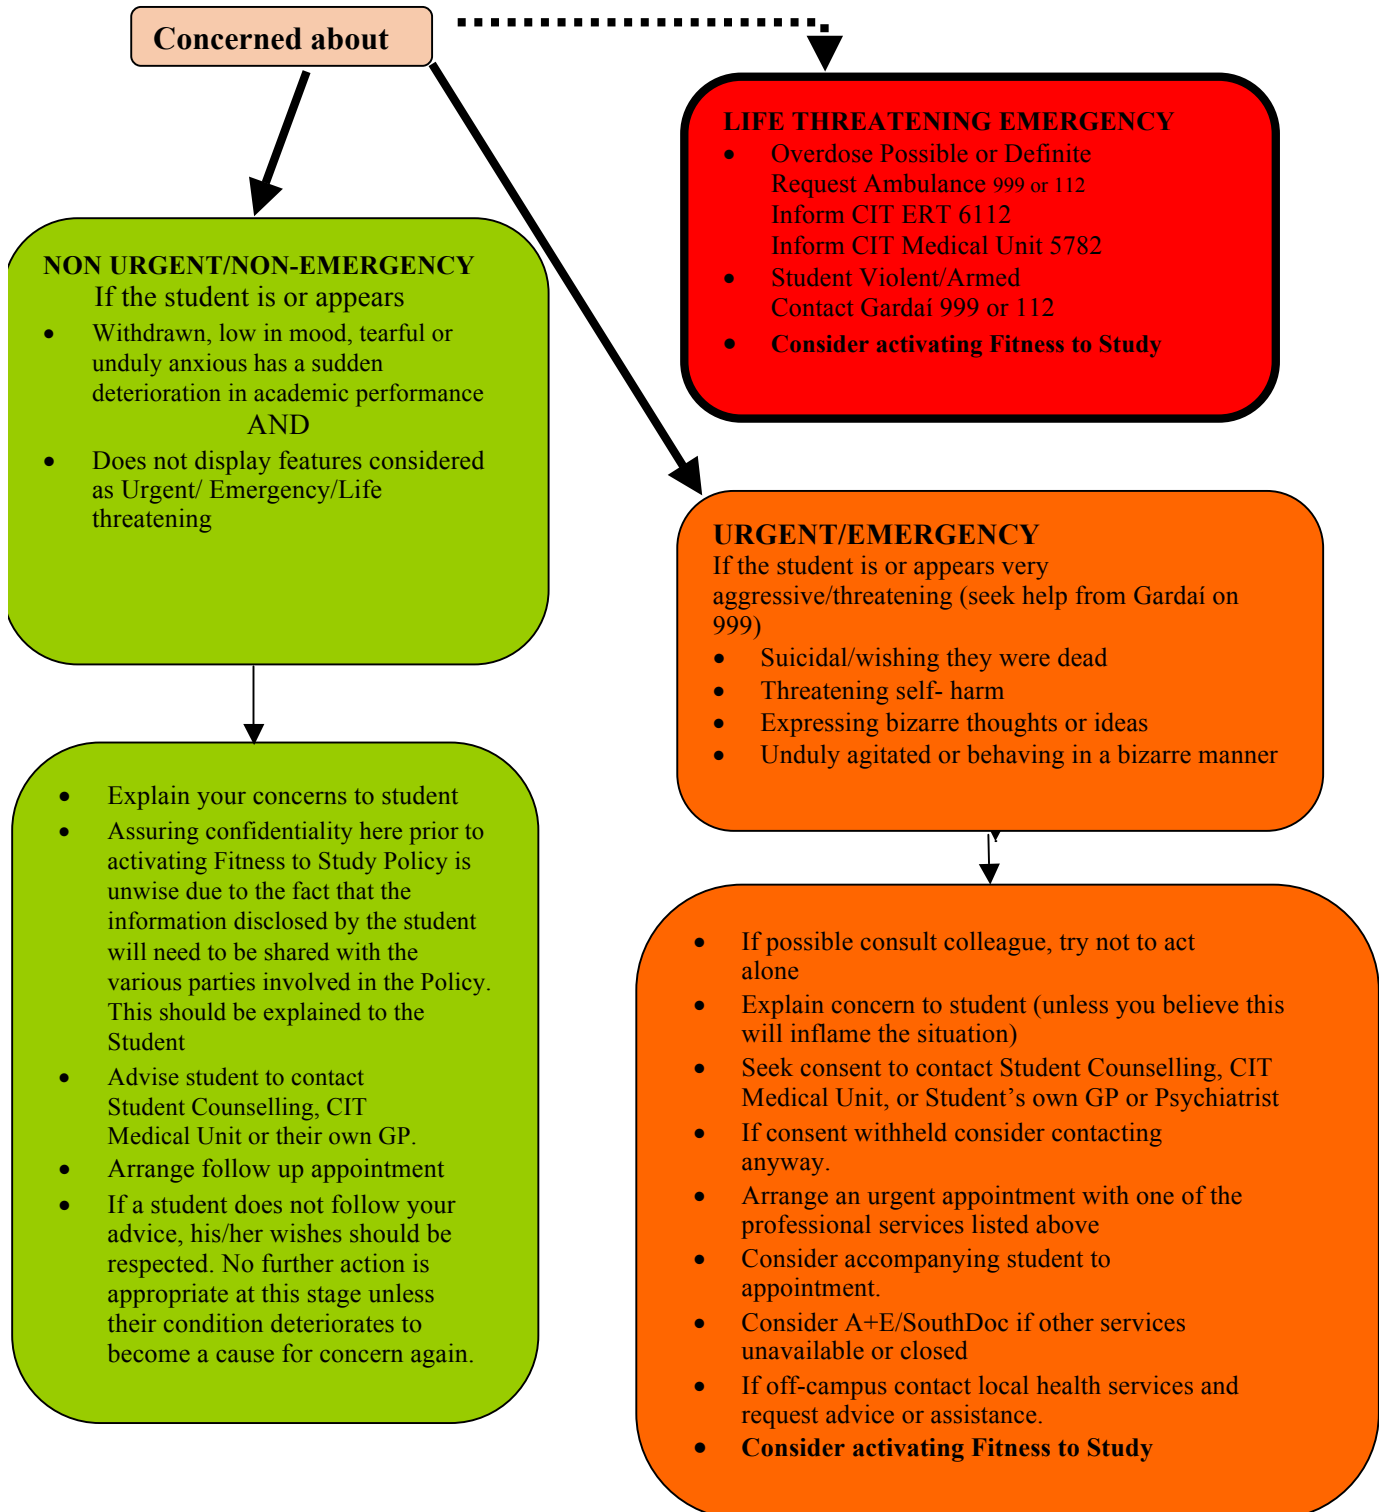 Concerned about
LIFE THREATENING EMERGENCY
• Overdose Possible or Definite
Request Ambulance 999 or 112
Inform CIT ERT 6112
Inform CIT Medical Unit 5782
• Student Violent/Armed
Contact Gardaí 999 or 112
• Consider activating Fitness to Study
NON URGENT/NON-EMERGENCY
If the student is or appears
• Withdrawn, low in mood, tearful or
unduly anxious has a sudden
deterioration in academic performance
AND
• Does not display features considered
as Urgent/ Emergency/Life
threatening
URGENT/EMERGENCY
If the student is or appears very
aggressive/threatening (seek help from Gardaí on
999)
• Suicidal/wishing they were dead
• Threatening self- harm
• Expressing bizarre thoughts or ideas
• Unduly agitated or behaving in a bizarre manner
• Explain your concerns to student
• Assuring confidentiality here prior to
activating Fitness to Study Policy is
unwise due to the fact that the
information disclosed by the student
will need to be shared with the
various parties involved in the Policy.
This should be explained to the
Student
• Advise student to contact
Student Counselling, CIT
Medical Unit or their own GP.
• Arrange follow up appointment
• If a student does not follow your
advice, his/her wishes should be
respected. No further action is
appropriate at this stage unless
their condition deteriorates to
become a cause for concern again.
• If possible consult colleague, try not to act
alone
• Explain concern to student (unless you believe this
will inflame the situation)
• Seek consent to contact Student Counselling, CIT
Medical Unit, or Student’s own GP or Psychiatrist
• If consent withheld consider contacting
anyway.
• Arrange an urgent appointment with one of the
professional services listed above
• Consider accompanying student to
appointment.
• Consider A+E/SouthDoc if other services
unavailable or closed
• If off-campus contact local health services and
request advice or assistance.
• Consider activating Fitness to Study